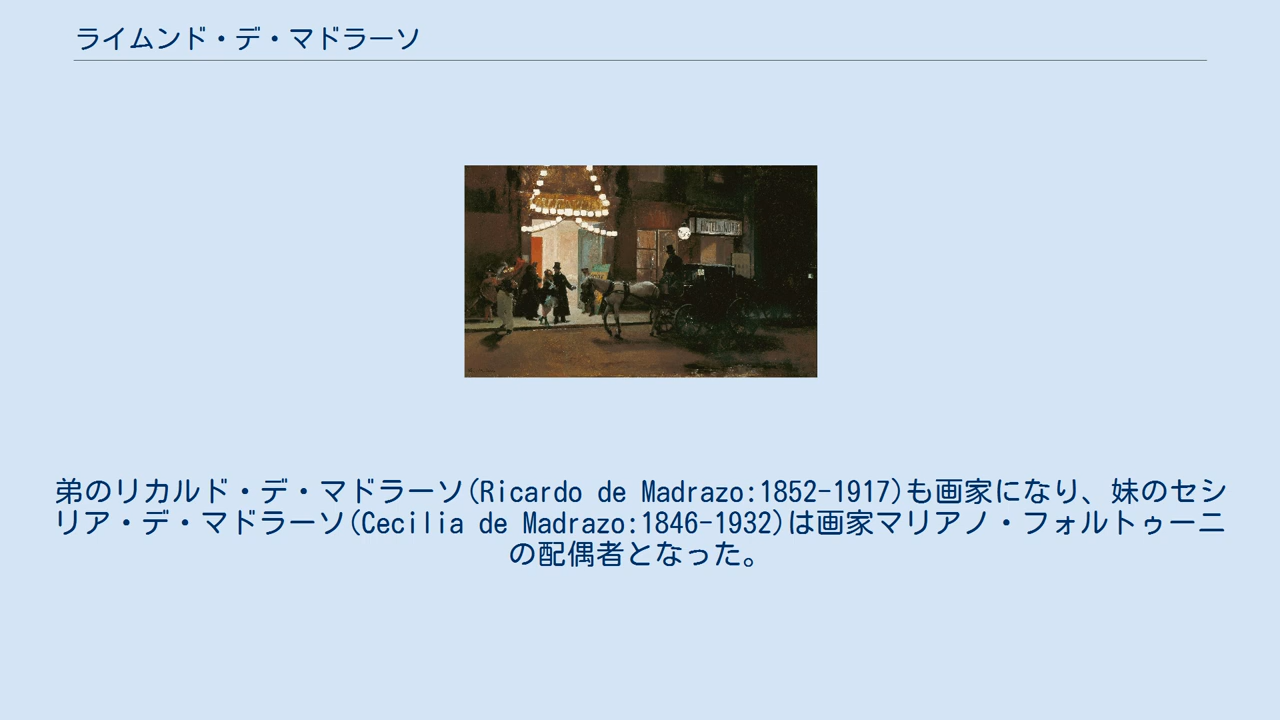 ライムンド・デ・マドラーソ
弟のリカルド・デ・マドラーソ(Ricardo de Madrazo:1852-1917)も画家になり、妹のセシ
リア・デ・マドラーソ(Cecilia de Madrazo:1846-1932)は画家マリアノ・フォルトゥーニ
の配偶者となった。